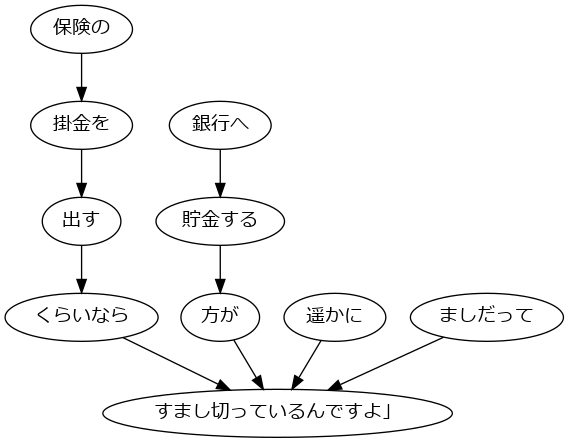 保険の
掛金を
銀行へ
出す
貯金する
くらいなら
方が
遥かに
ましだって
すまし切っているんですよ」